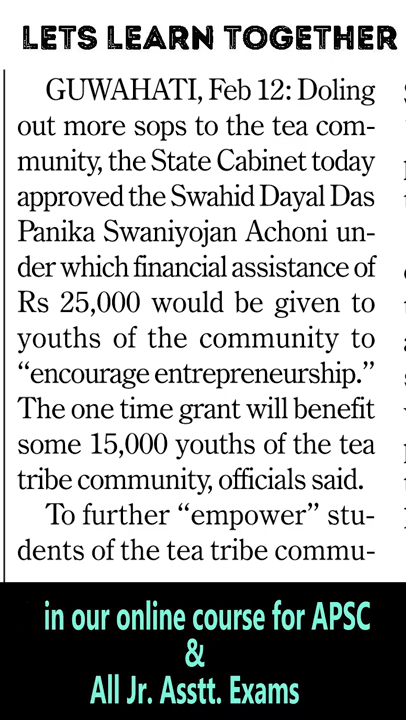 LETS LEARN TOGETHER
GUWAHATI, Feb 12: Doling
out more sops to the tea com-
munity, the State Cabinet today
approved the Swahid Dayal Das
Panika Swaniyojan Achoni un-
der which financial assistance of
Rs 25,000 would be given to
youths of the community to
“encourage entrepreneurship.”
The one time grant will benefit
some 15,000 youths of the tea
tribe community, officials said.
To further “empower” stu-
dents of the tea tribe commu-
in our online course for APSC
&
All Jr. Asstt. Exams